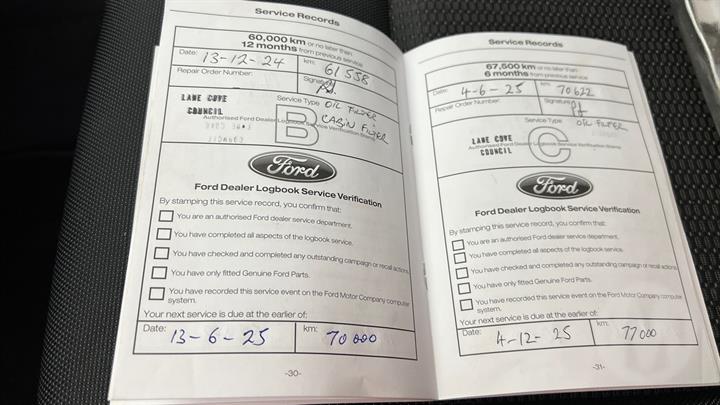 Service Records
60,000 km or no later than
12 months from previous service
Date: 13-12-24 km: 61558
Repair Order Number: Signature
Service Type OIL FILTER
CABIN FILTER
LANE COVE
COUNCIL
Authorised Ford Dealer Logbook Service Verification Stamp
B
Ford
Ford Dealer Logbook Service Verification
By stamping this service record, you confirm that:
You are an authorised Ford dealer service department.
You have completed all aspects of the logbook service.
You have checked and completed any outstanding campaign or recall actions.
You have only fitted Genuine Ford Parts.
You have recorded this service event on the Ford Motor Company computer
system.
Your next service is due at the earlier of:
Date: 13-6-25 km: 70000
-30-
Service Records
67,500 km or no later than
6 months from previous service
Date: 4-6-25 km: 70622
Repair Order Number: Signature
Service Type OIL FILTER
LANE COVE
COUNCIL
Authorised Ford Dealer Logbook Service Verification Stamp
C
Ford
Ford Dealer Logbook Service Verification
By stamping this service record, you confirm that:
You are an authorised Ford dealer service department.
You have completed all aspects of the logbook service.
You have checked and completed any outstanding campaign or recall actions.
You have only fitted Genuine Ford Parts.
You have recorded this service event on the Ford Motor Company computer
system.
Your next service is due at the earlier of:
Date: 4-12-25 km: 77000
-31-